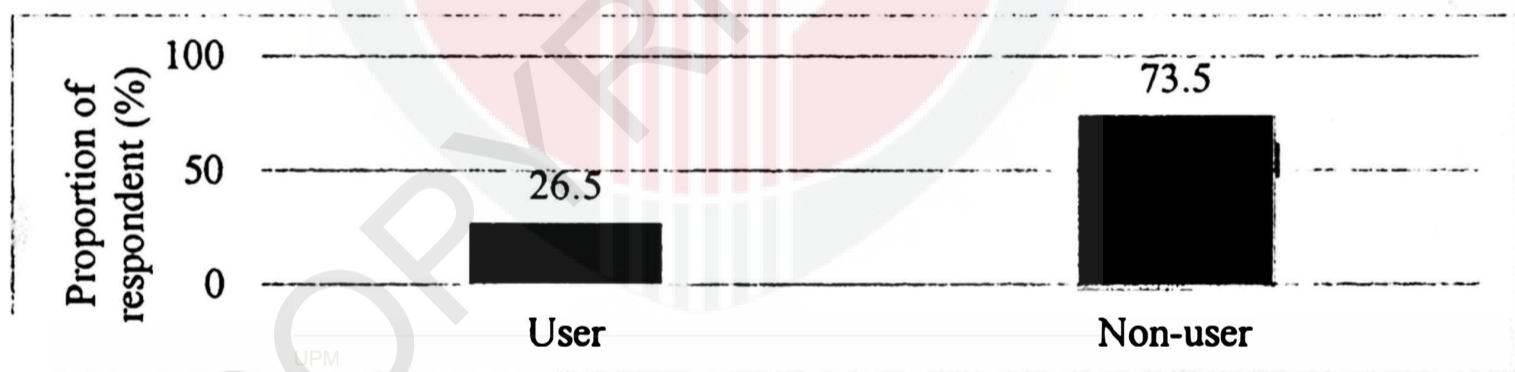 Proportion of
respondent (%)
100
50
0
26.5
73.5
User
Non-user
UPM